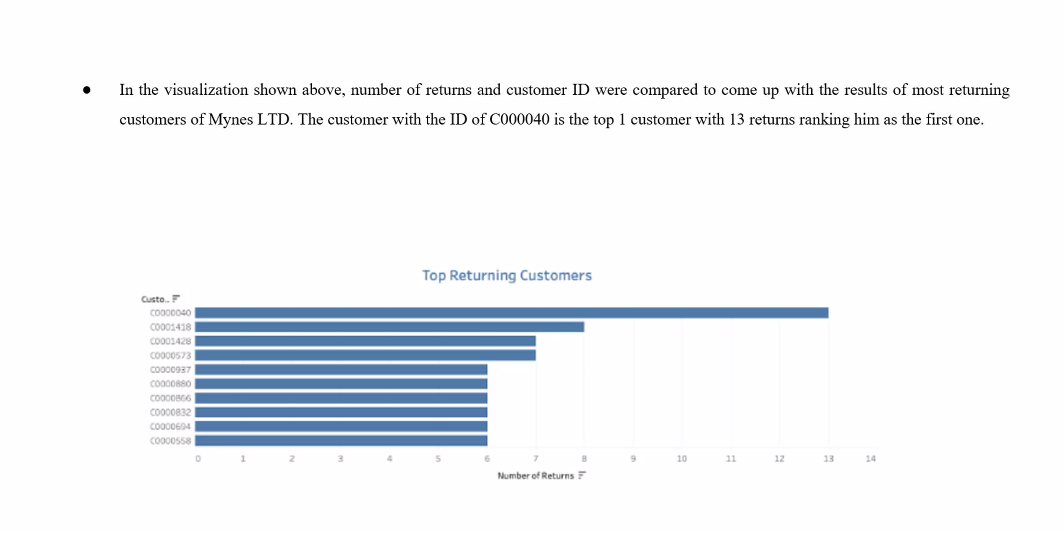 ● In the visualization shown above, number of returns and customer ID were compared to come up with the results of most returning
customers of Mynes LTD. The customer with the ID of C000040 is the top 1 customer with 13 returns ranking him as the first one.
Top Returning Customers
Custo..
C0000040
C0001418
C0001428
C0000573
C0000937
C0000880
C0000866
C0000832
C0000694
C0000558
0 1 2 3 4 5 6 7 8 9 10 11 12 13 14
Number of Returns